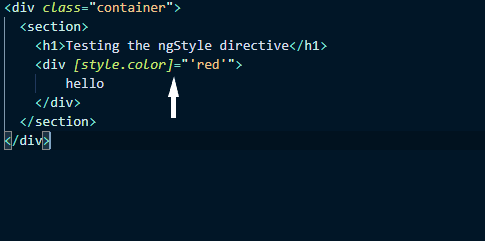 <div class="container">
<section>
<h1>Testing the ngStyle directive</h1>
<div [style.color]="'red'">
hello
</div>
</section>
</div>